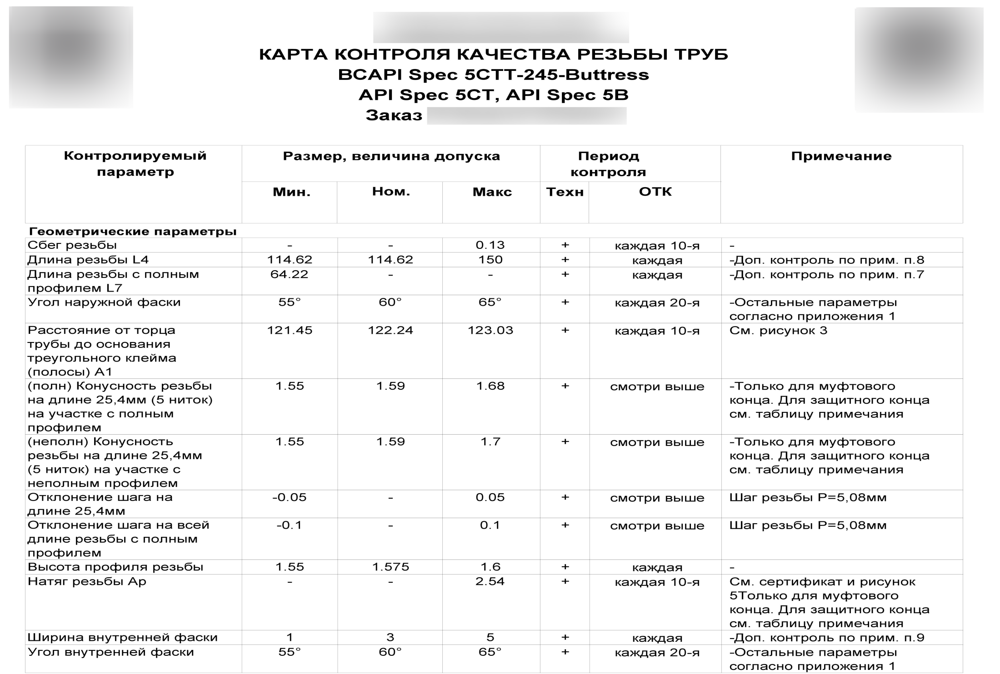 КАРТА КОНТРОЛЯ КАЧЕСТВА РЕЗЬБЫ ТРУБ
BCAPI Spec 5CTT-245-Buttress
API Spec 5CT, API Spec 5B
Заказ
Контролируемый параметр Размер, величина допуска Период контроля Примечание
Мин. Ном. Макс Техн ОТК
Геометрические параметры
Сбег резьбы - - 0.13 + каждая 10-я -
Длина резьбы L4 114.62 114.62 150 + каждая -Доп. контроль по прим. п.8
Длина резьбы с полным 64.22 - - + каждая -Доп. контроль по прим. п.7
профилем L7
Угол наружной фаски 55° 60° 65° + каждая 20-я -Остальные параметры
согласно приложения 1
Расстояние от торца 121.45 122.24 123.03 + каждая 10-я См. рисунок 3
трубы до основания
треугольного клейма
(полосы) А1
(полн) Конусность резьбы 1.55 1.59 1.68 + смотри выше -Только для муфтового
на длине 25,4мм (5 ниток) конца. Для защитного конца
на участке с полным см. таблицу примечания
профилем
(неполн) Конусность 1.55 1.59 1.7 + смотри выше -Только для муфтового
резьбы на длине 25,4мм конца. Для защитного конца
(5 ниток) на участке с см. таблицу примечания
неполным профилем
Отклонение шага на -0.05 - 0.05 + смотри выше Шаг резьбы Р=5,08мм
длине 25,4мм
Отклонение шага на всей -0.1 - 0.1 + смотри выше Шаг резьбы Р=5,08мм
длине резьбы с полным
профилем
Высота профиля резьбы 1.55 1.575 1.6 + каждая -
Натяг резьбы Ар - - 2.54 + каждая 10-я См. сертификат и рисунок
5Только для муфтового
конца. Для защитного конца
см. таблицу примечания
Ширина внутренней фаски 1 3 5 + каждая -Доп. контроль по прим. п.9
Угол внутренней фаски 55° 60° 65° + каждая 20-я -Остальные параметры
согласно приложения 1